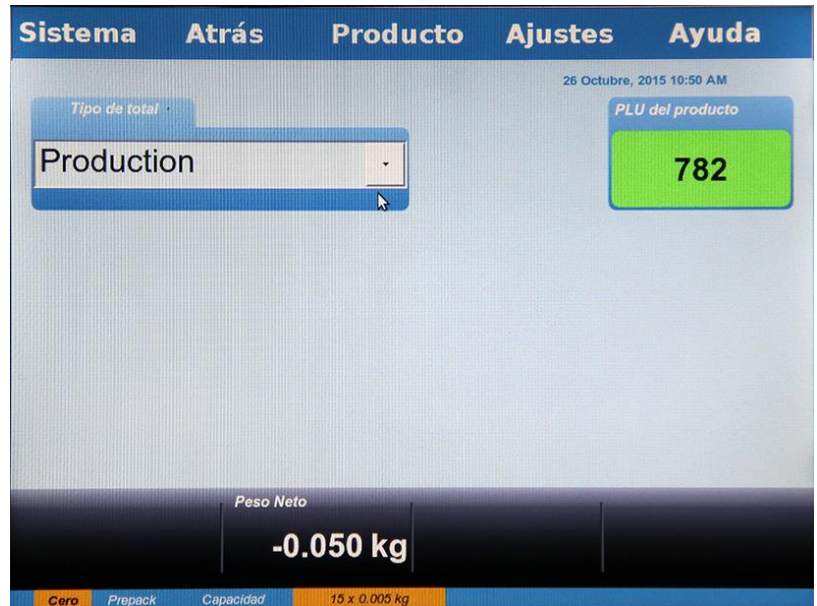 Sistema Atrás Producto Ajustes Ayuda
26 Octubre, 2015 10:50 AM
Tipo de total
PLU del producto
Production
782
Peso Neto
-0.050 kg
Cero Prepack Capacidad 15 x 0.005 kg